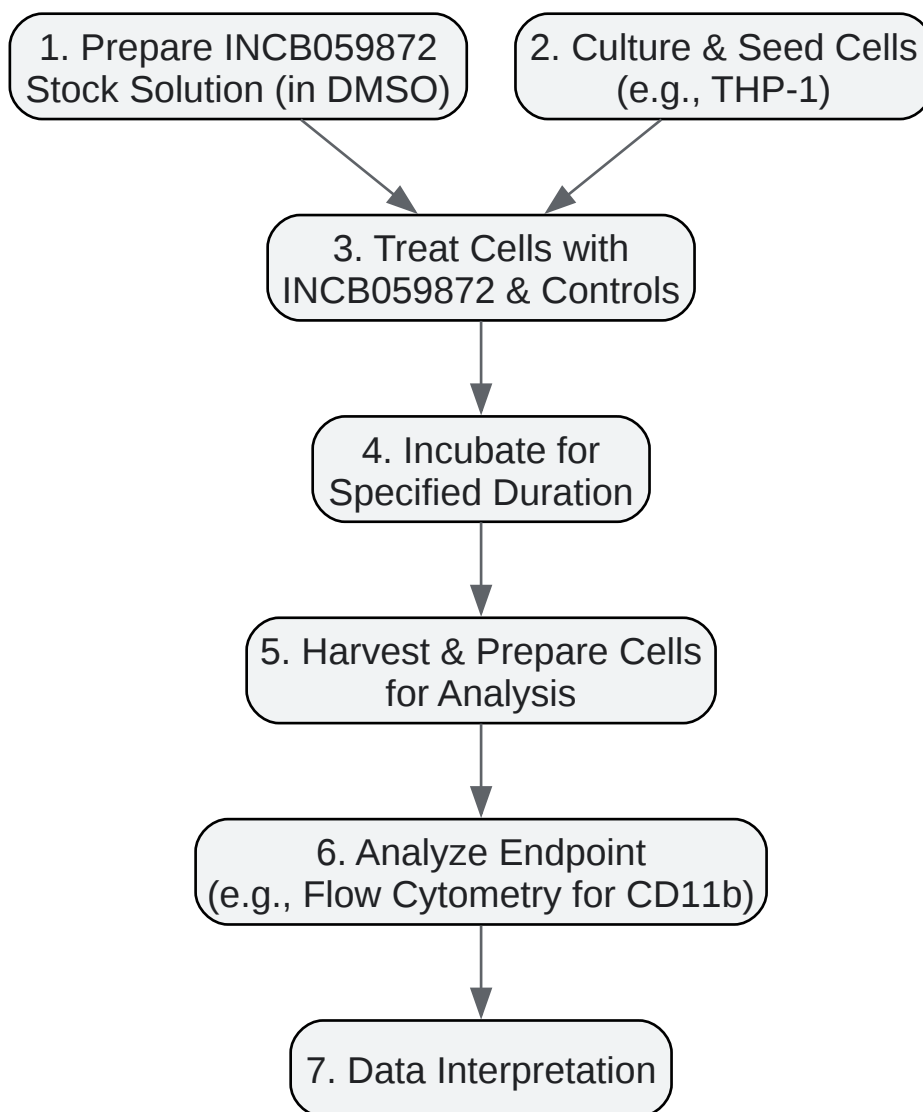 1. Prepare INCB059872
Stock Solution (in DMSO)
2. Culture & Seed Cells
(e.g., THP-1)
3. Treat Cells with
INCB059872 & Controls
4. Incubate for
Specified Duration
5. Harvest & Prepare Cells
for Analysis
6. Analyze Endpoint
(e.g., Flow Cytometry for CD11b)
7. Data Interpretation